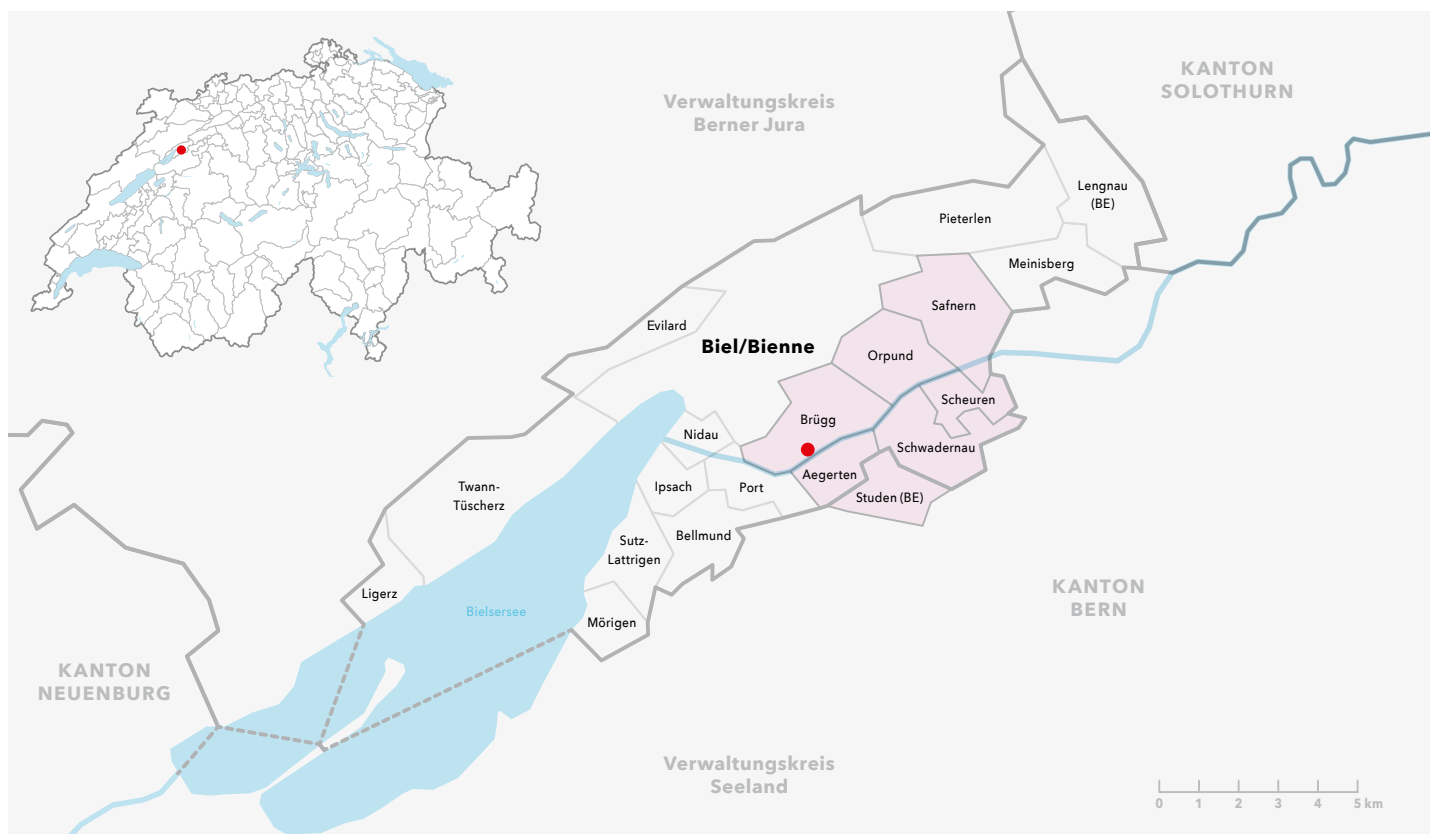 KANTON
SOLOTHURN
Verwaltungskreis
Berner Jura
Lengnau
(BE)
Pieterlen
Meinisberg
Safnern
Evilard
Biel/Bienne
Orpund
Scheuren
Brügg
Nidau
Schwadernau
Aegerten
Twann-
Tüscherz
Ipsach
Port
Studen (BE)
Bellmund
Sutz-
Lattrigen
KANTON
BERN
Ligerz
Bielsersee
Mörigen
KANTON
NEUENBURG
Verwaltungskreis
Seeland
0 1 2 3 4 5 km